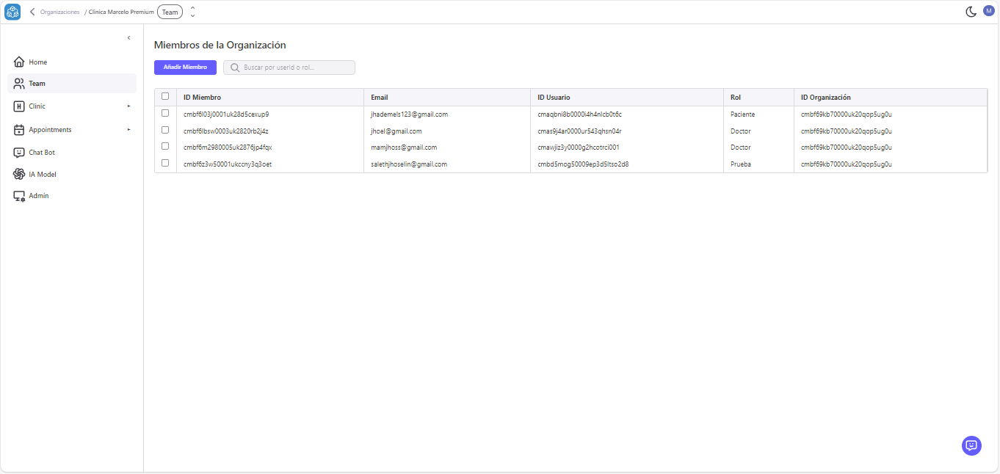 Organizaciones / Clinica Marcelo Premium Team
M
Home
Team
Clinic
Appointments
Chat Bot
IA Model
Admin
Miembros de la Organización
Añadir Miembro
Buscar por userId o rol...
ID Miembro Email ID Usuario Rol ID Organización
cmbf6l03j0001uk28d5cexup9 jhademels123@gmail.com cmaqbni8b0000i4h4nlcb0t6c Paciente cmbf69kb70000uk20qop5ug0u
cmbf6lbsw0003uk2820rb2j4z jhoel@gmail.com cmas9j4ar0000ur543qhsn04r Doctor cmbf69kb70000uk20qop5ug0u
cmbf6m2980005uk2876jp4fqx mamjhoss@gmail.com cmawjiz3y0000g2hcotrci001 Doctor cmbf69kb70000uk20qop5ug0u
cmbf6z3w50001ukccny3q3oet salethjhoselin@gmail.com cmbd5mog50009ep3d5ltso2d8 Prueba cmbf69kb70000uk20qop5ug0u